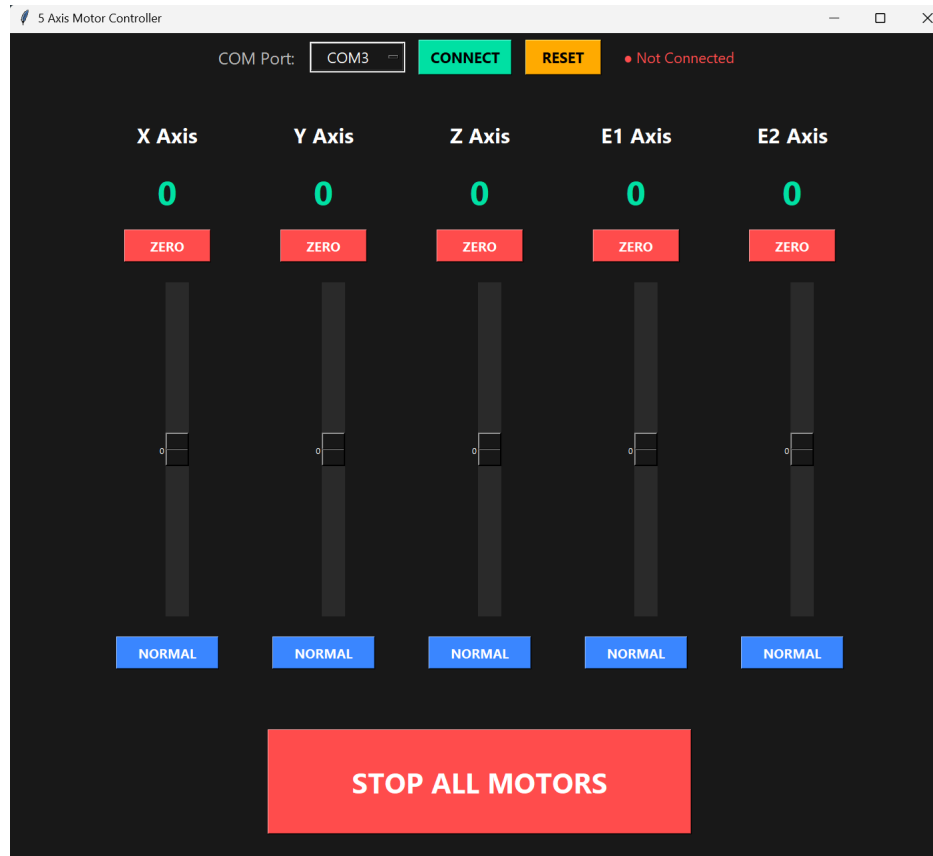 5 Axis Motor Controller
COM Port: COM3 CONNECT RESET ● Not Connected
X Axis Y Axis Z Axis E1 Axis E2 Axis
0 0 0 0 0
ZERO ZERO ZERO ZERO ZERO
0 0 0 0 0
NORMAL NORMAL NORMAL NORMAL NORMAL
STOP ALL MOTORS